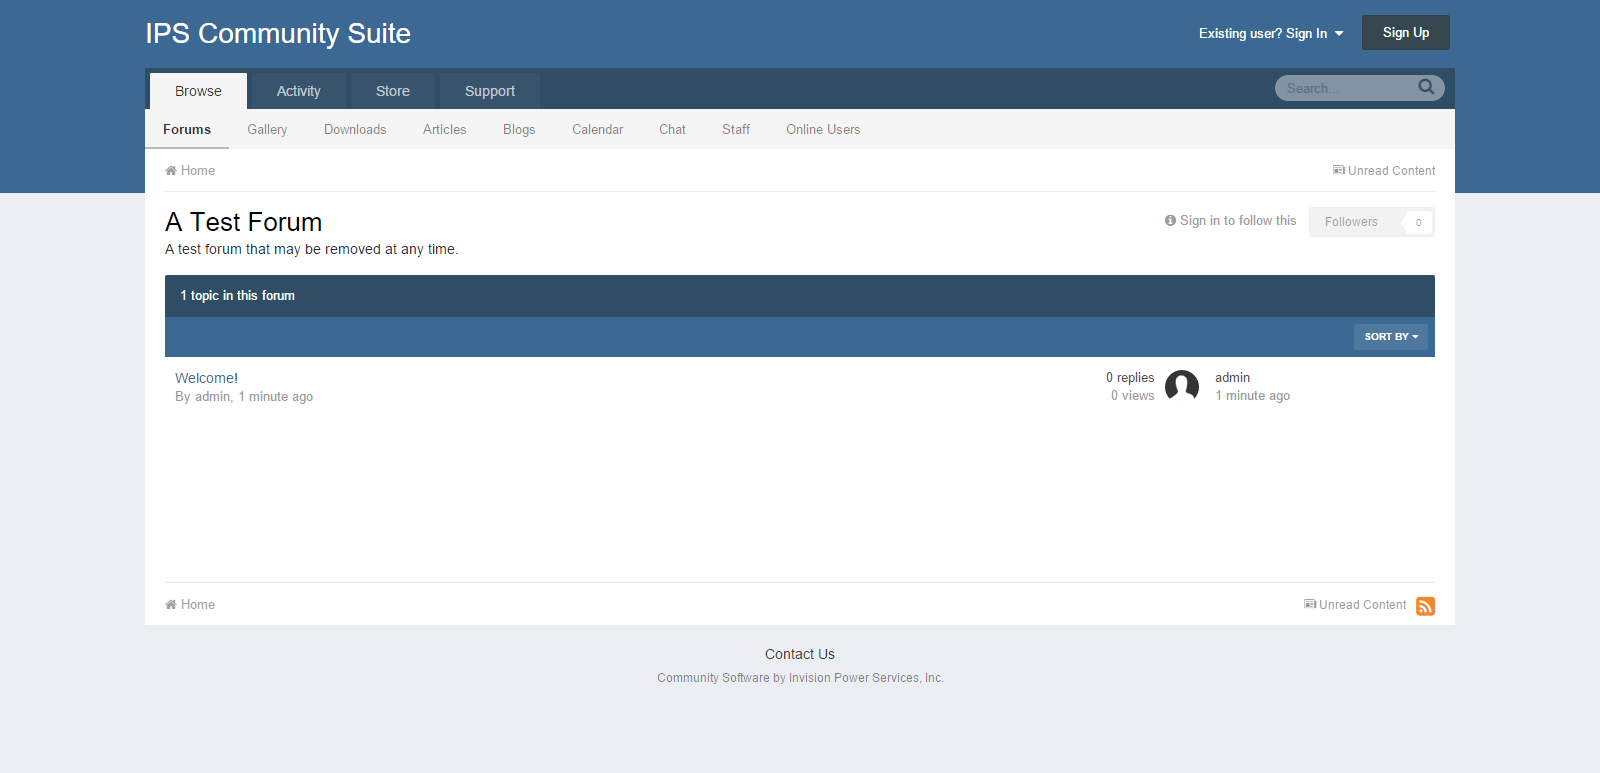 IPS Community Suite
Existing user? Sign In
Sign Up
Browse
Activity
Store
Support
Search...
Forums
Gallery
Downloads
Articles
Blogs
Calendar
Chat
Staff
Online Users
Home
Unread Content
A Test Forum
Sign in to follow this
Followers
0
A test forum that may be removed at any time.
1 topic in this forum
SORT BY
Welcome!
0 replies
admin
By admin, 1 minute ago
0 views
1 minute ago
Home
Unread Content
Contact Us
Community Software by Invision Power Services, Inc.